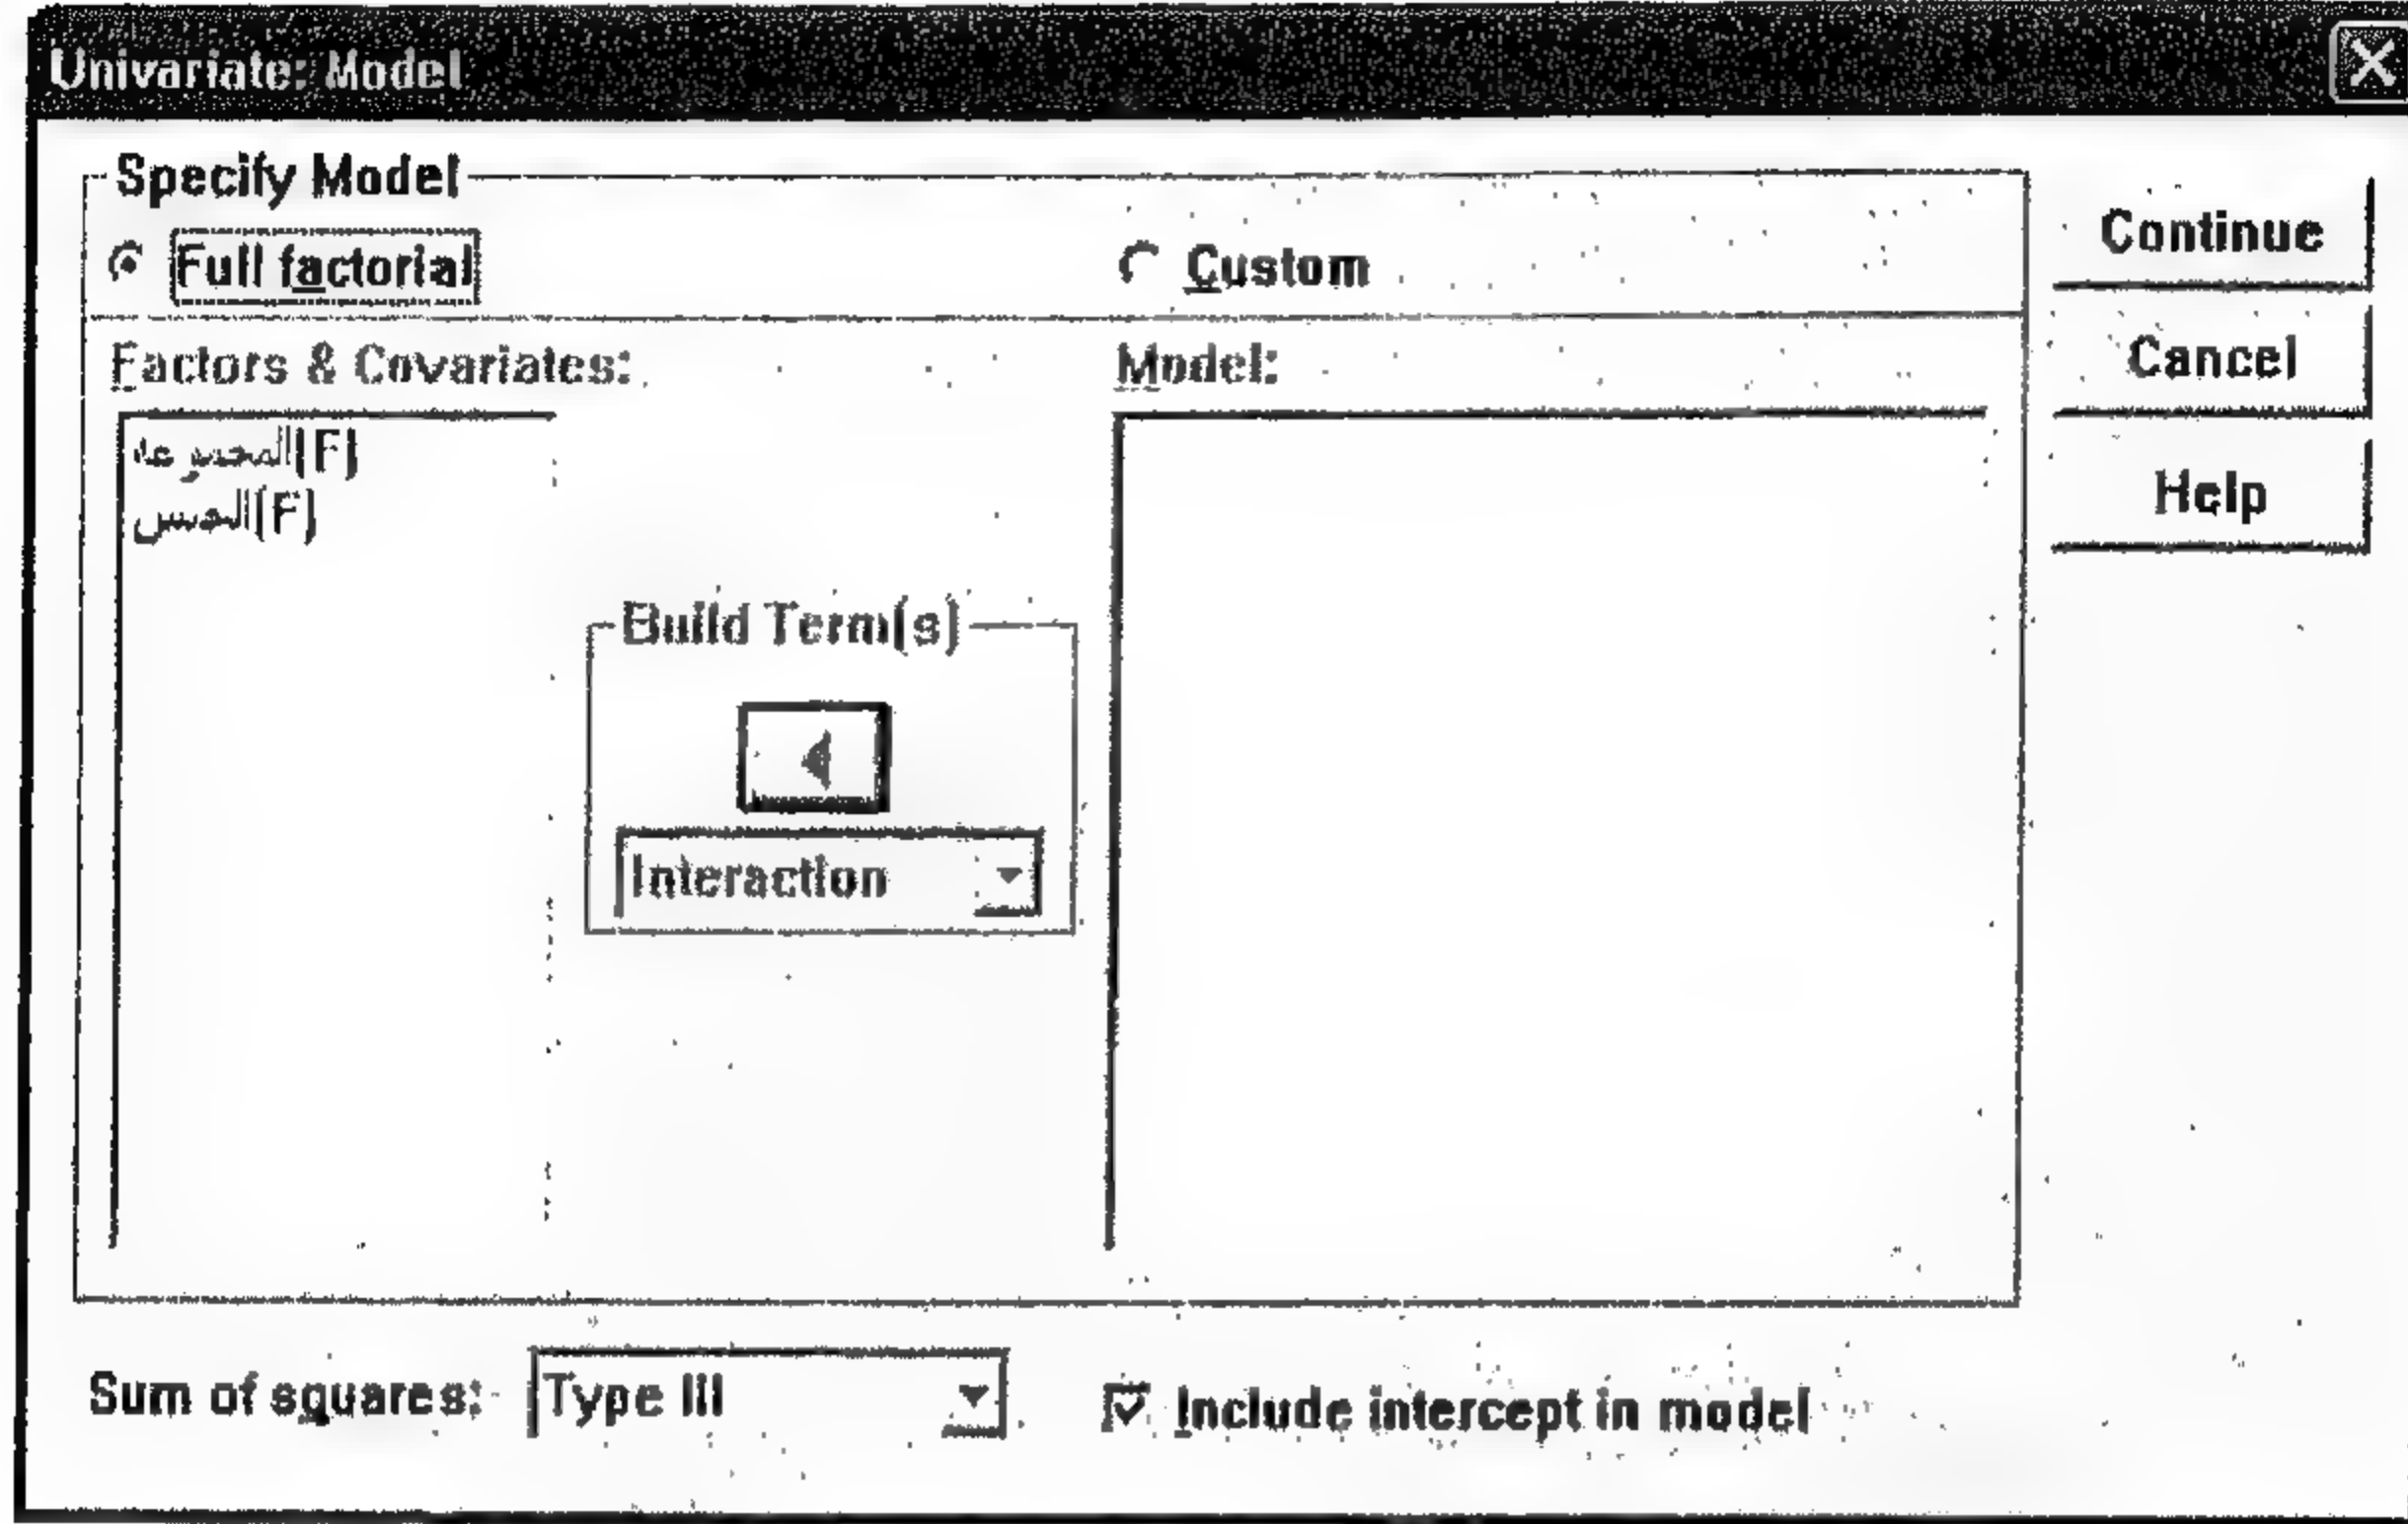 Univariate: Model
Specify Model
Full factorial
Custom
Continue
Factors & Covariates:
Model:
Cancel
المجموعة(F)
الجنس(F)
Help
Build Term(s)
Interaction
Sum of squares:
Type III
Include intercept in model